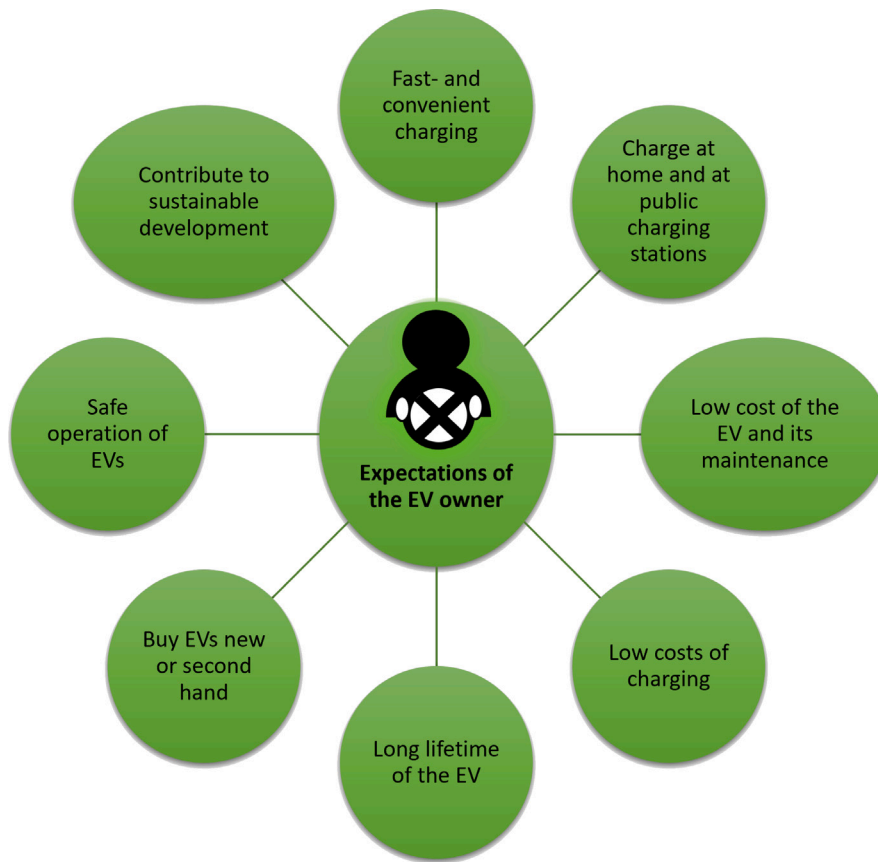 Fast- and
convenient
charging
Charge at
home and at
public
charging
stations
Low cost of the
EV and its
maintenance
Low costs of
charging
Long lifetime
of the EV
Buy EVs new
or second
hand
Safe
operation of
EVs
Contribute to
sustainable
development
Expectations of
the EV owner